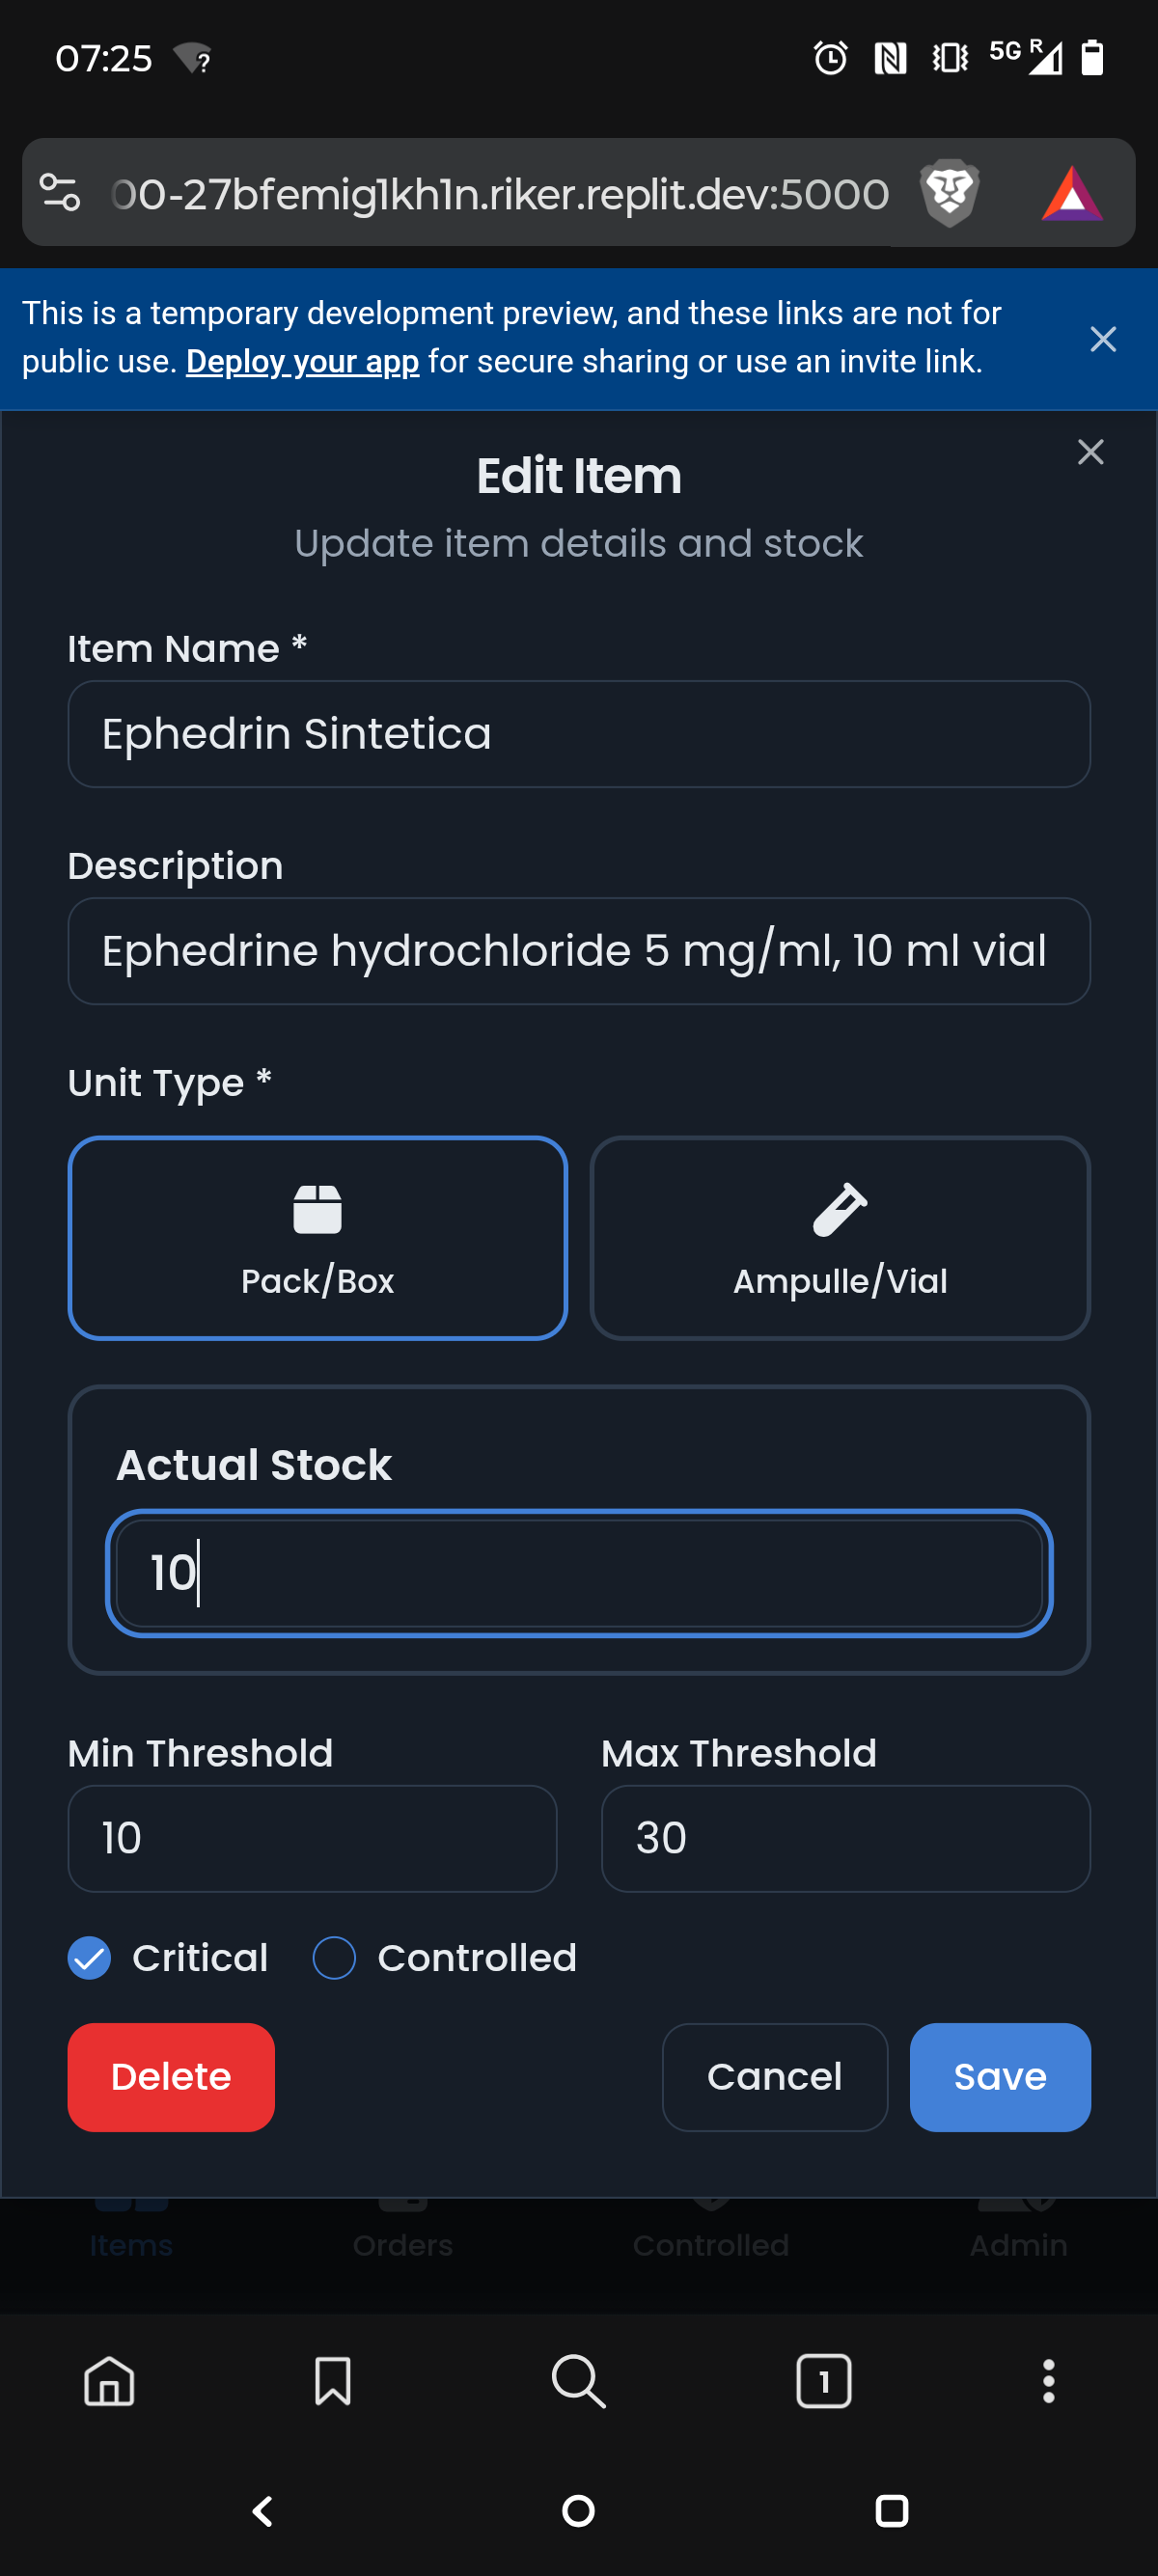 07:25
5G R
00-27bfemig1kh1n.riker.replit.dev:5000
This is a temporary development preview, and these links are not for
public use. Deploy your app for secure sharing or use an invite link.
Edit Item
Update item details and stock
Item Name *
Ephedrin Sintetica
Description
Ephedrine hydrochloride 5 mg/ml, 10 ml vial
Unit Type *
Pack/Box
Ampulle/Vial
Actual Stock
10
Min Threshold
Max Threshold
10
30
Critical
Controlled
Delete
Cancel
Save
Items
Orders
Controlled
Admin
1